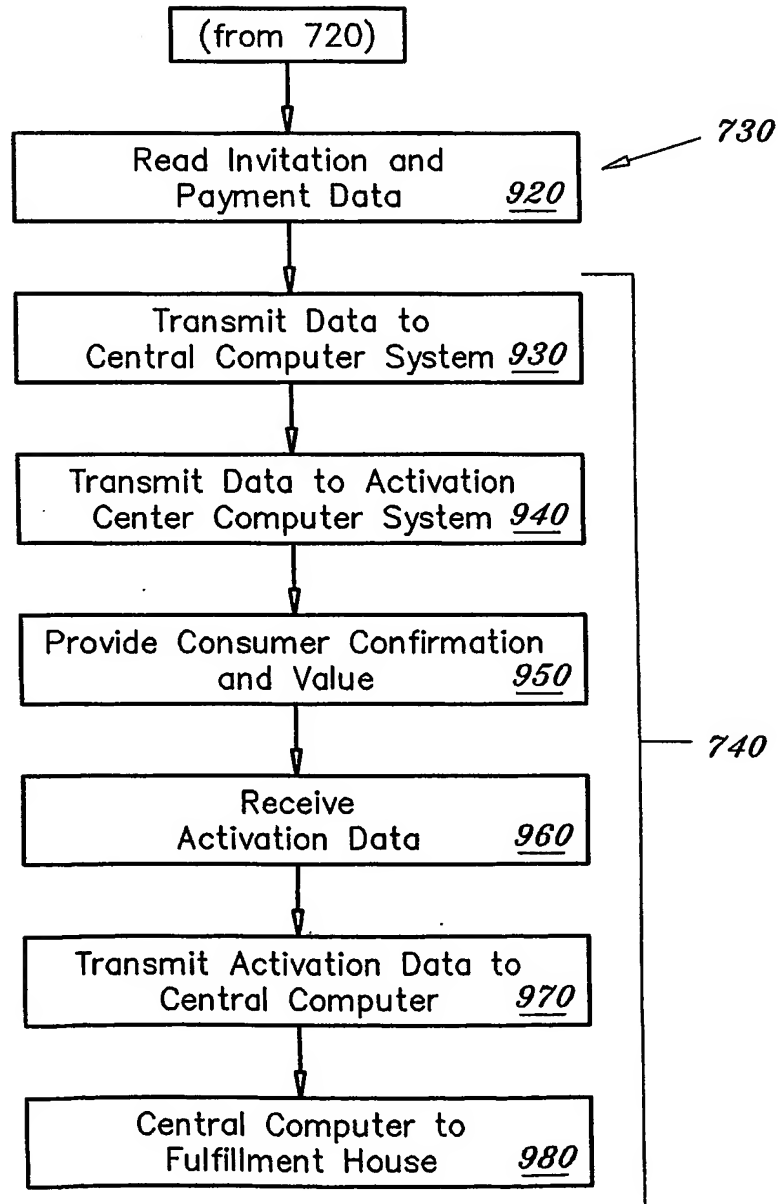 (from 720)
730
Read Invitation and
Payment Data 920
Transmit Data to
Central Computer System 930
Transmit Data to Activation
Center Computer System 940
Provide Consumer Confirmation
and Value 950
740
Receive
Activation Data 960
Transmit Activation Data to
Central Computer 970
Central Computer to
Fulfillment House 980